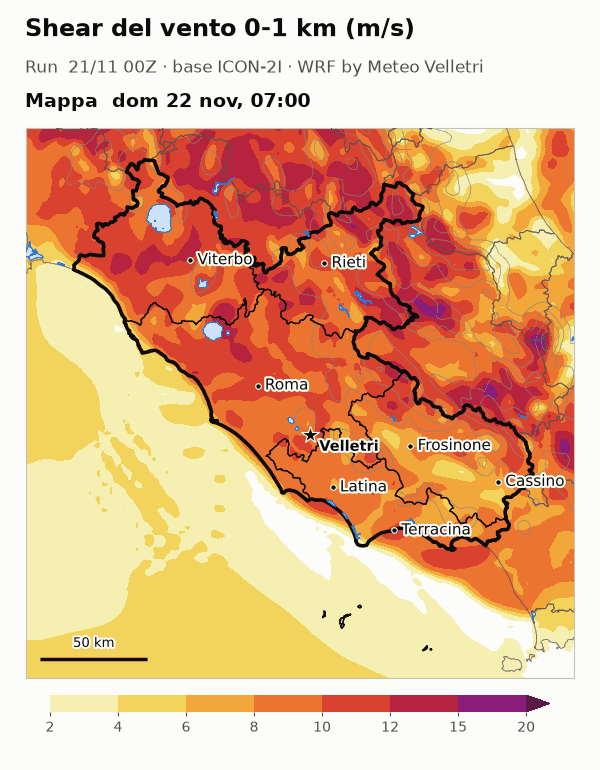 Shear del vento 0-1 km (m/s)
Run  21/11 00Z · base ICON-2I · WRF by Meteo Velletri
Mappa  dom 22 nov, 07:00
Viterbo
Rieti
Roma
Velletri
Frosinone
Cassino
Latina
Terracina
50 km
2 4 6 8 10 12 15 20